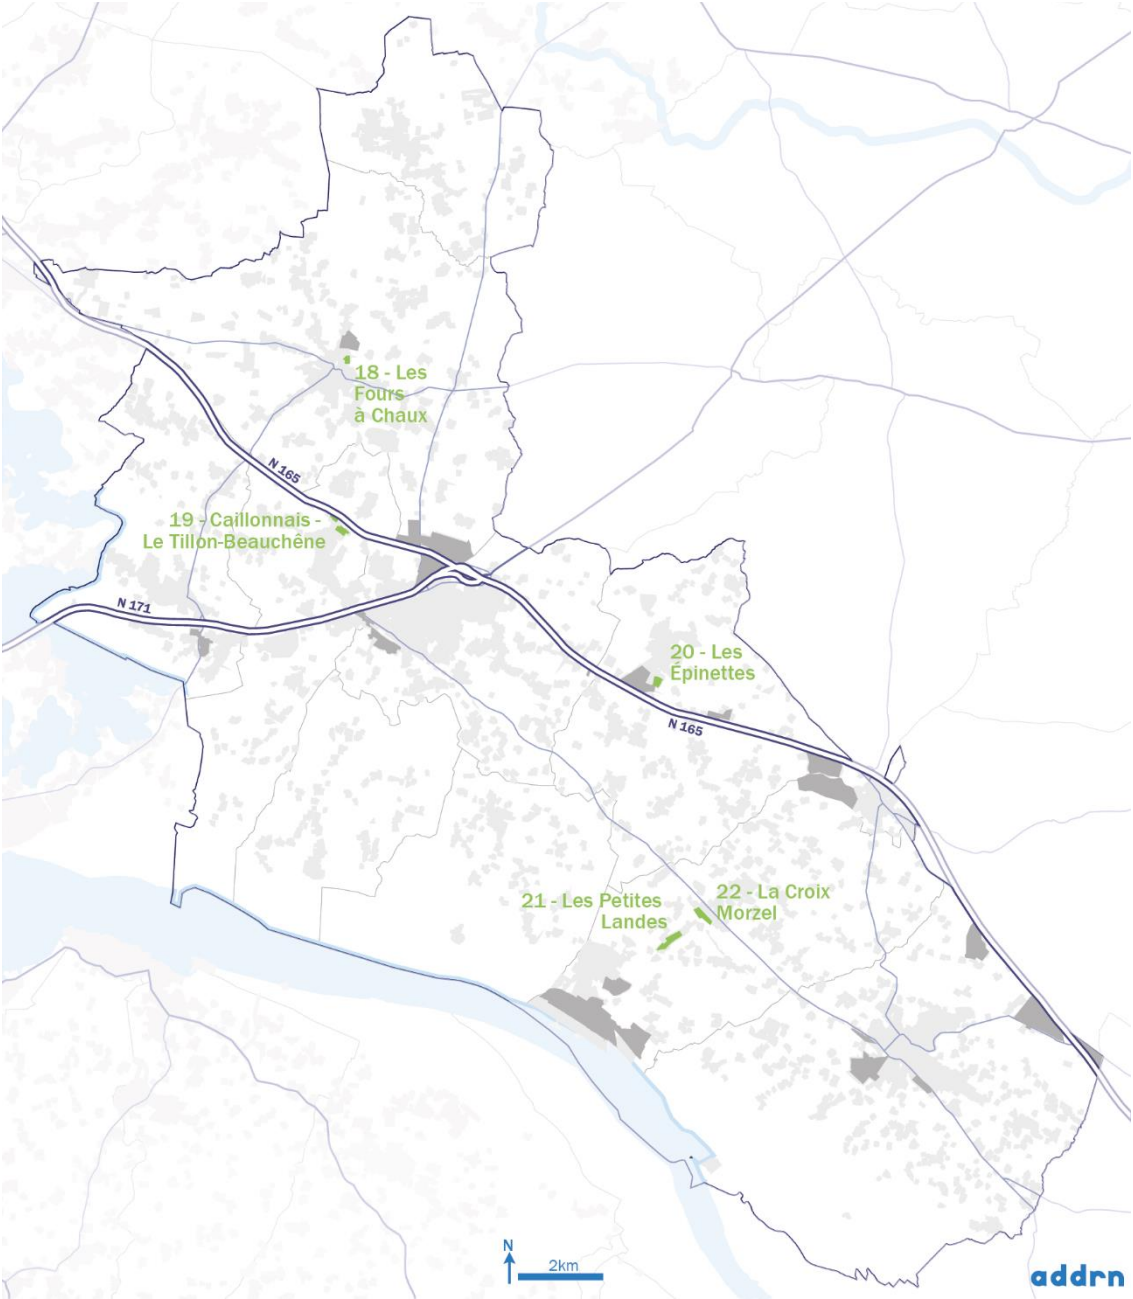 18 - Les
Fours
à Chaux
N 165
19 - Caillonnais -
Le Tillon-Beauchêne
N 171
20 - Les
Épinettes
N 165
21 - Les Petites
Landes
22 - La Croix
Morzel
N
2km
addrn